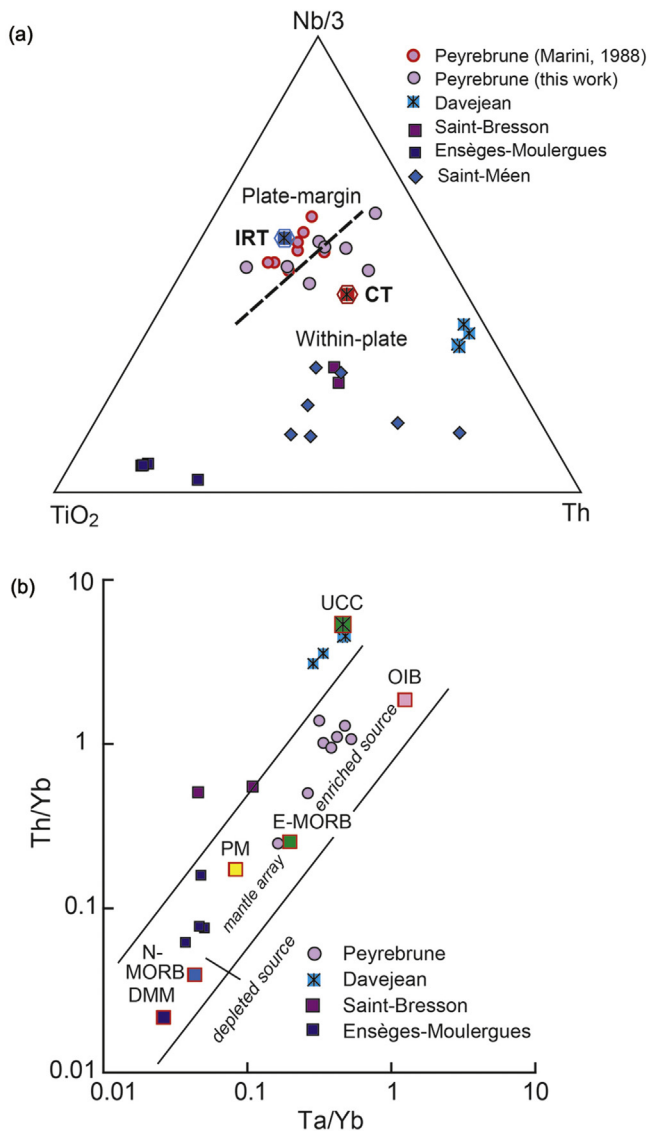 (a)
Nb/3
Peyrebrune (Marini, 1988)
Peyrebrune (this work)
Davejean
Saint-Bresson
Ensèges-Moulergues
Saint-Méen
Plate-margin
IRT
CT
Within-plate
TiO₂
Th
(b)
10
UCC
OIB
1
enriched source
E-MORB
PM
mantle array
0.1
N-
MORB
DMM
depleted source
Peyrebrune
Davejean
Saint-Bresson
Ensèges-Moulergues
Th/Yb
0.01
0.01
0.1
1
10
Ta/Yb